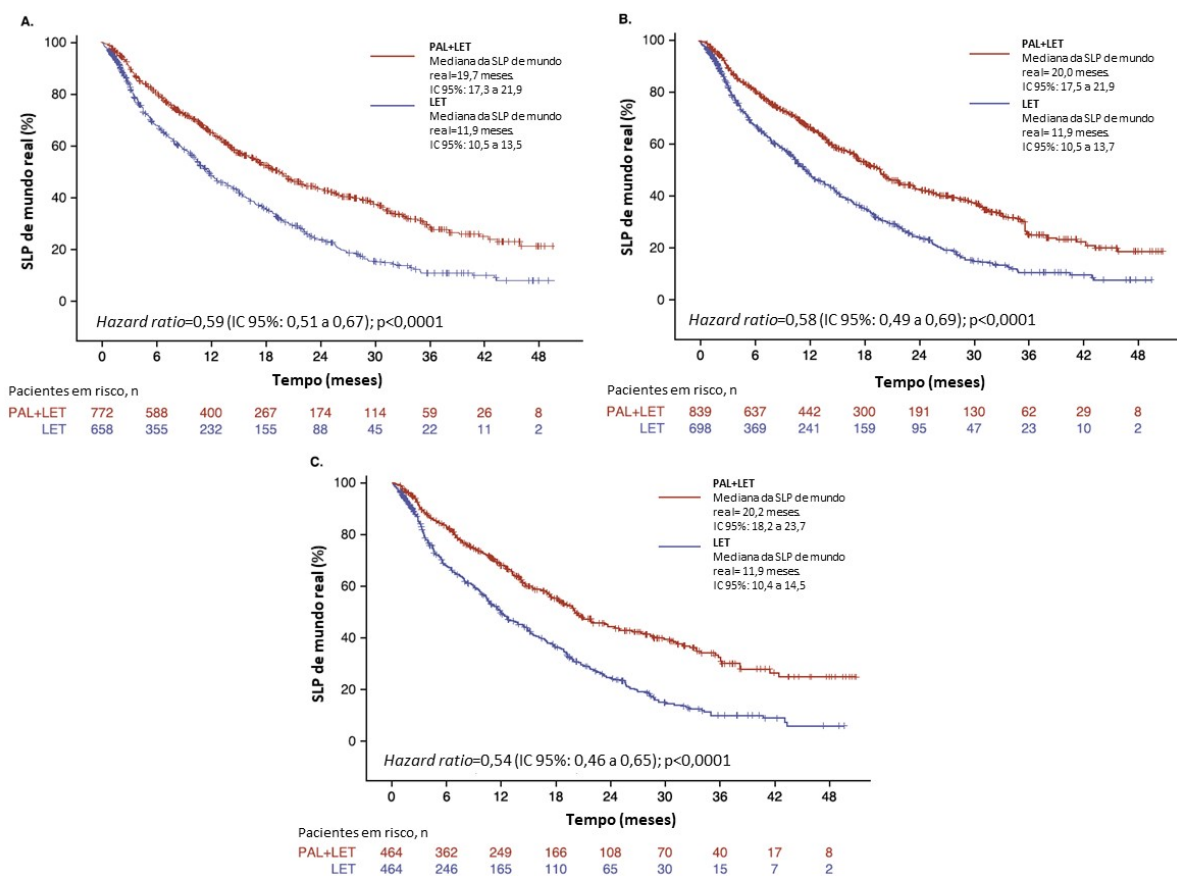 A.
PAL+LET
Mediana da SLP de mundo
real=19,7 meses.
IC 95%: 17,3 a 21,9
LET
Mediana da SLP de mundo
real=11,9 meses.
IC 95%: 10,5 a 13,5
SLP de mundo real (%)
100
80
60
40
20
0
Hazard ratio=0,59 (IC 95%: 0,51 a 0,67); p<0,0001
0 6 12 18 24 30 36 42 48
Tempo (meses)
Pacientes em risco, n
PAL+LET 772 588 400 267 174 114 59 26 8
LET 658 355 232 155 88 45 22 11 2
B.
PAL+LET
Mediana da SLP de mundo
real= 20,0 meses.
IC 95%: 17,5 a 21,9
LET
Mediana da SLP de mundo
real= 11,9 meses.
IC 95%: 10,5 a 13,7
SLP de mundo real (%)
100
80
60
40
20
0
Hazard ratio=0,58 (IC 95%: 0,49 a 0,69); p<0,0001
0 6 12 18 24 30 36 42 48
Tempo (meses)
Pacientes em risco, n
PAL+LET 839 637 442 300 191 130 62 29 8
LET 698 369 241 159 95 47 23 10 2
C.
PAL+LET
Mediana da SLP de mundo
real= 20,2 meses.
IC 95%: 18,2 a 23,7
LET
Mediana da SLP de mundo
real= 11,9 meses.
IC 95%: 10,4 a 14,5
SLP de mundo real (%)
100
80
60
40
20
0
Hazard ratio=0,54 (IC 95%: 0,46 a 0,65); p<0,0001
0 6 12 18 24 30 36 42 48
Tempo (meses)
Pacientes em risco, n
PAL+LET 464 362 249 166 108 70 40 17 8
LET 464 246 165 110 65 30 15 7 2